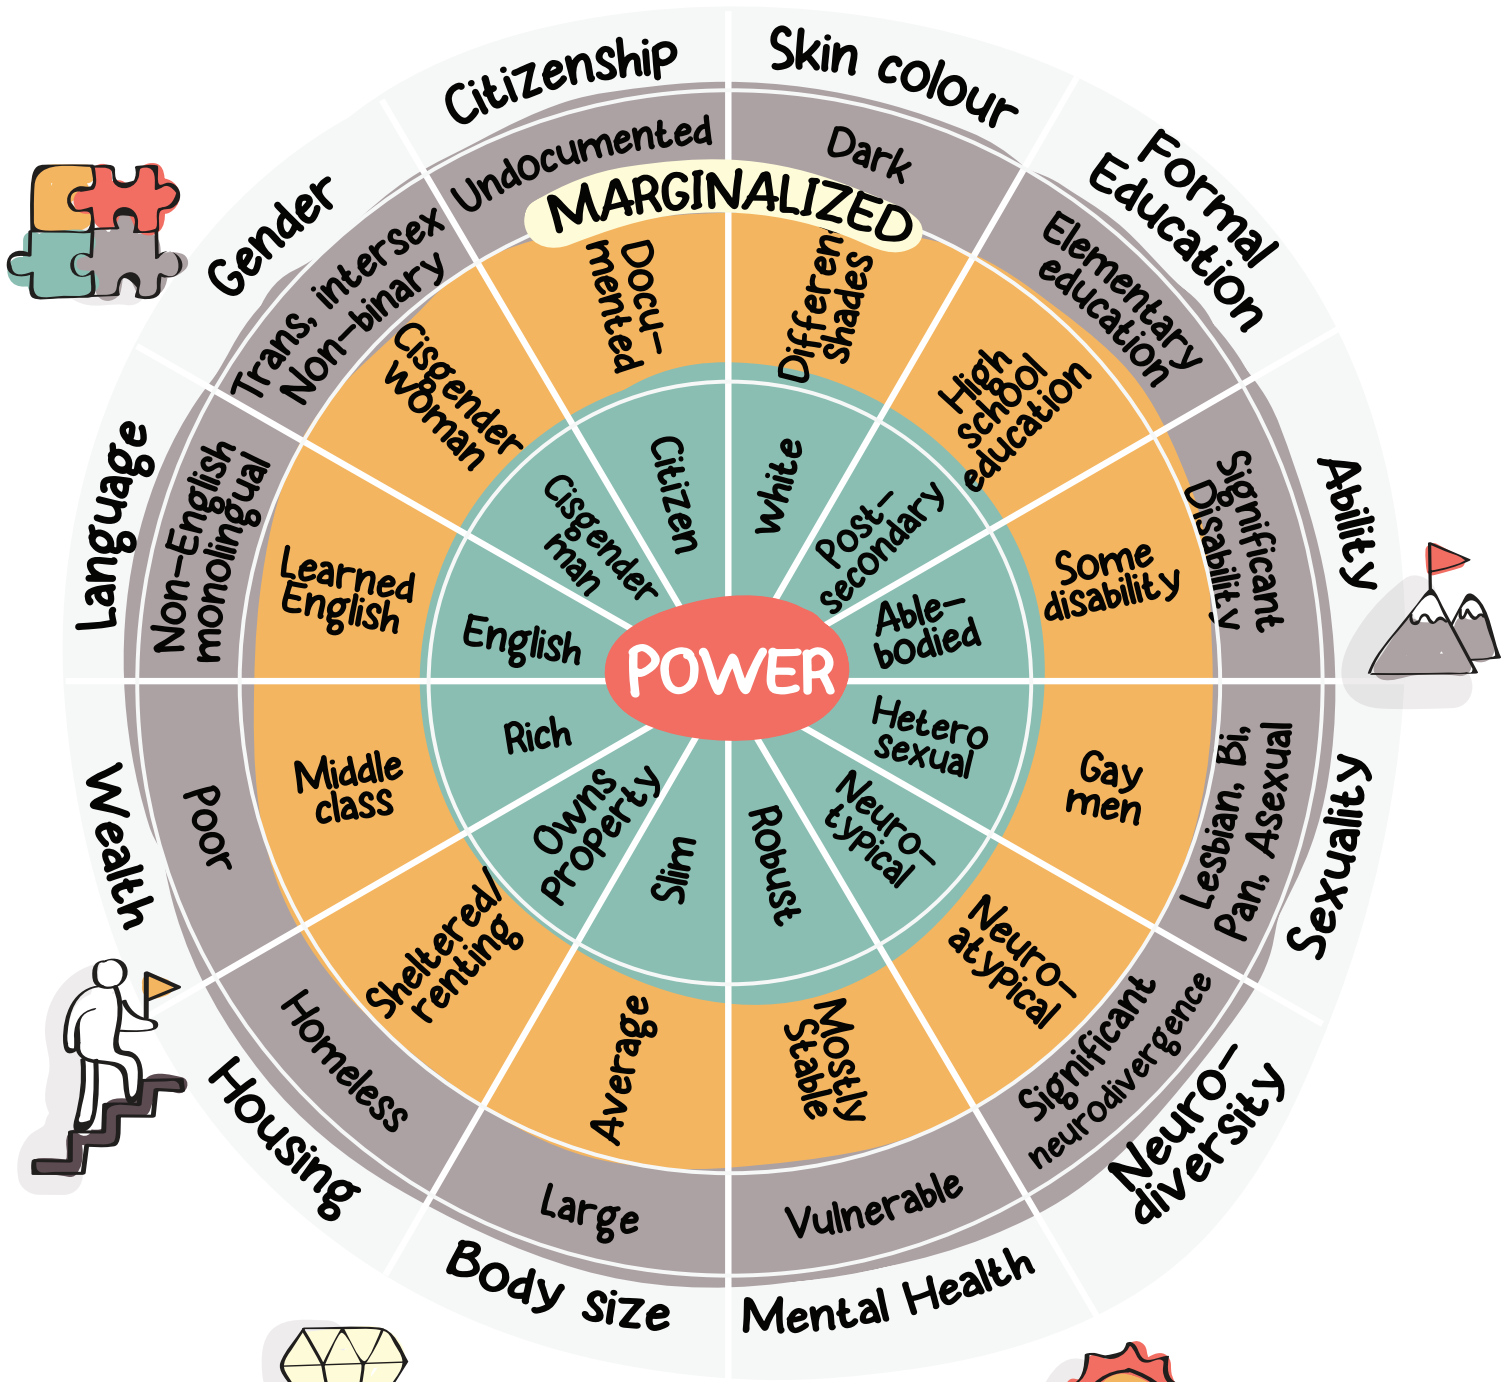 Citizenship
Undocumented
Docu-
mented
Citizen
Skin colour
Dark
Different
shades
White
Formal
Education
Elementary
education
High
school
education
Post-
secondary
Ability
Significant
Disability
Some
disability
Able-
bodied
Sexuality
Lesbian, Bi,
Pan, Asexual
Gay
men
Hetero
sexual
Neuro-
diversity
Significant
neurodivergence
Neuro-
atypical
Neuro-
typical
Mental Health
Vulnerable
Mostly
Stable
Robust
Body size
Large
Average
Slim
Housing
Homeless
Sheltered/
renting
Owns
Property
Wealth
Poor
Middle
class
Rich
Language
Non-English
monolingual
Learned
English
English
Gender
Trans, intersex
Non-binary
Cisgender
woman
Cisgender
man
MARGINALIZED
POWER